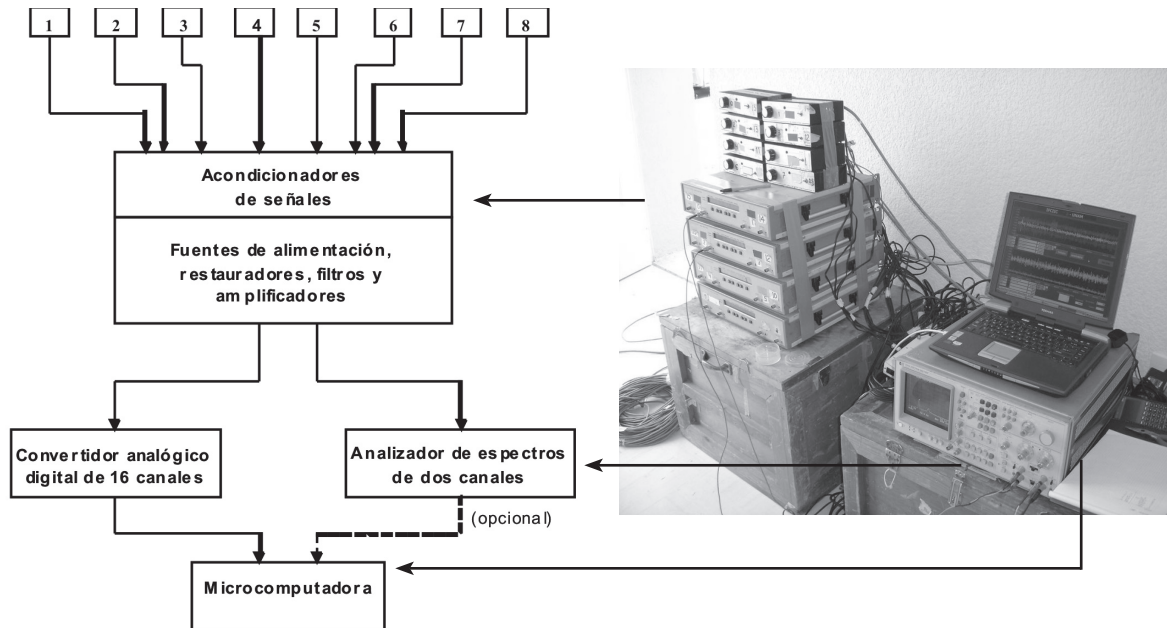 1 2 3 4 5 6 7 8
Acondicionadores
de señales
Fuentes de alimentación,
restauradores, filtros y
amplificadores
Convertidor analógico
digital de 16 canales
Analizador de espectros
de dos canales
(opcional)
Microcomputadora